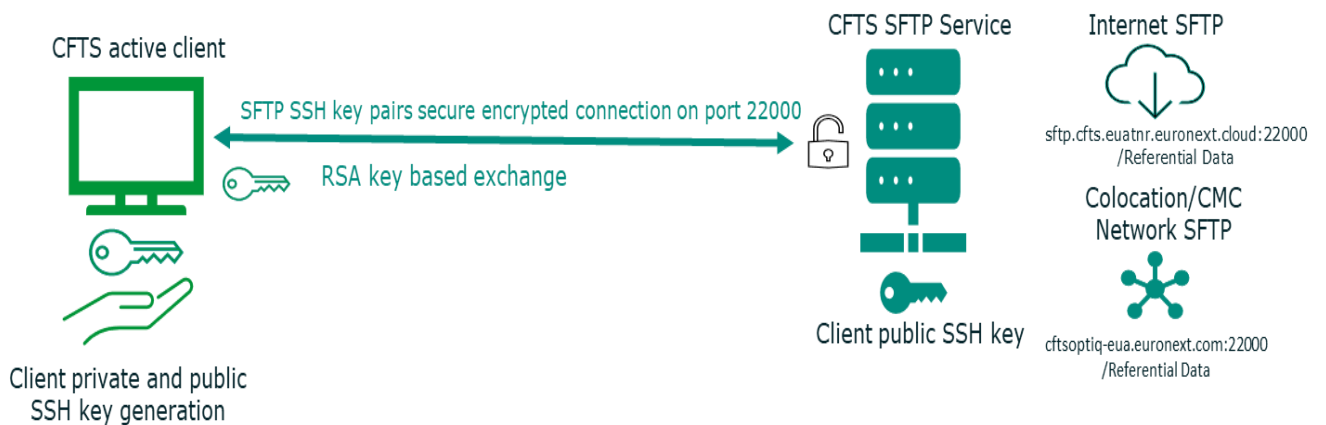 CFTS active client
SFTP SSH key pairs secure encrypted connection on port 22000
RSA key based exchange
Client private and public
SSH key generation
CFTS SFTP Service
Client public SSH key
Internet SFTP
sftp.cfts.euatnr.euronext.cloud:22000
/Referential Data
Colocation/CMC
Network SFTP
cftsoptiq-eua.euronext.com:22000
/Referential Data